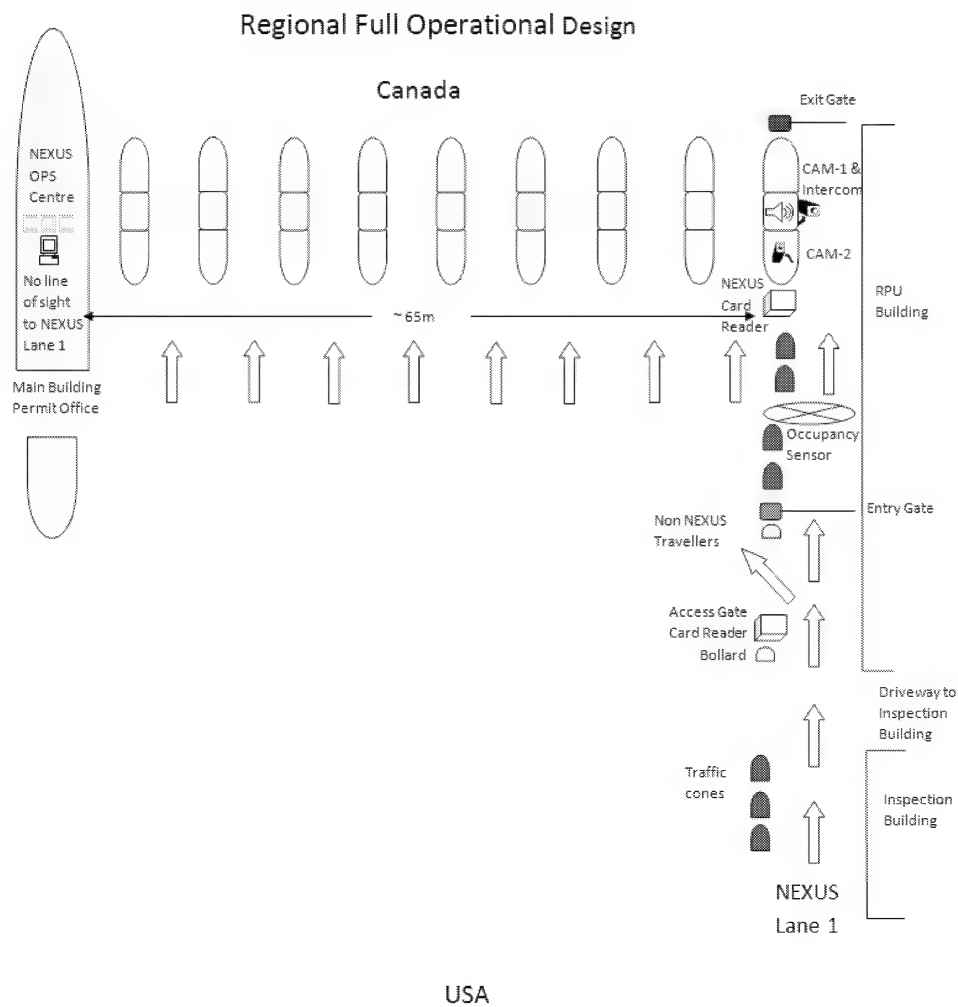 Regional Full Operational Design
Canada
Exit Gate
NEXUS
OPS
Centre
CAM-1 &
Intercom
CAM-2
No line
of sight
to NEXUS
Lane 1
NEXUS
Card
Reader
~ 65m
RPU
Building
Main Building
Permit Office
Occupancy
Sensor
Entry Gate
Non NEXUS
Travellers
Access Gate
Card Reader
Bollard
Driveway to
Inspection
Building
Traffic
cones
Inspection
Building
NEXUS
Lane 1
USA